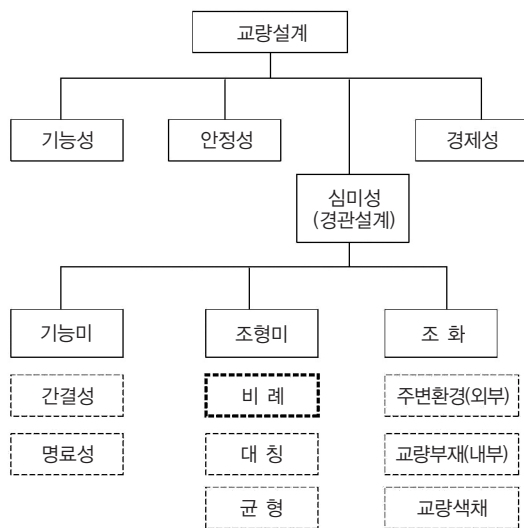 교량설계
기능성
안정성
경제성
심미성
(경관설계)
기능미
조형미
조 화
간결성
비 례
주변환경(외부)
명료성
대 칭
교량부재(내부)
균 형
교량색채